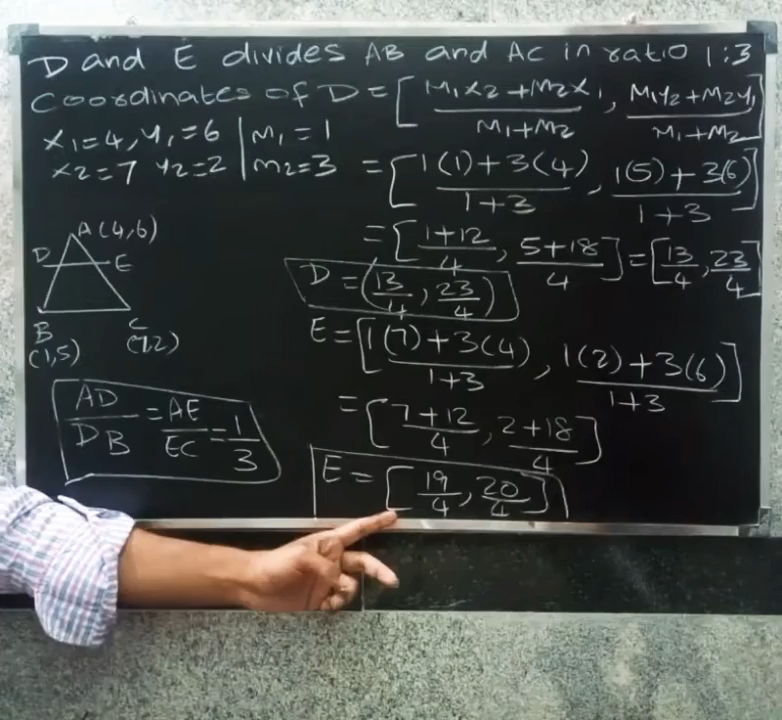 D and E divides AB and AC in ratio 1:3
Coordinates of D = [ M1X2+M2X1 / M1+M2 , M1Y2+M2Y1 / M1+M2 ]
X1=4, Y1=6 | M1=1
X2=7 Y2=2 | M2=3
= [ 1(1)+3(4) / 1+3 , 1(5)+3(6) / 1+3 ]
= [ 1+12 / 4 , 5+18 / 4 ] = [ 13/4 , 23/4 ]
D = ( 13/4 , 23/4 )
E = [ 1(7)+3(4) / 1+3 , 1(2)+3(6) / 1+3 ]
= [ 7+12 / 4 , 2+18 / 4 ]
E = [ 19/4 , 20/4 ]
A(4,6)
D E
B C
(1,5) (7,2)
AD/DB = AE/EC = 1/3